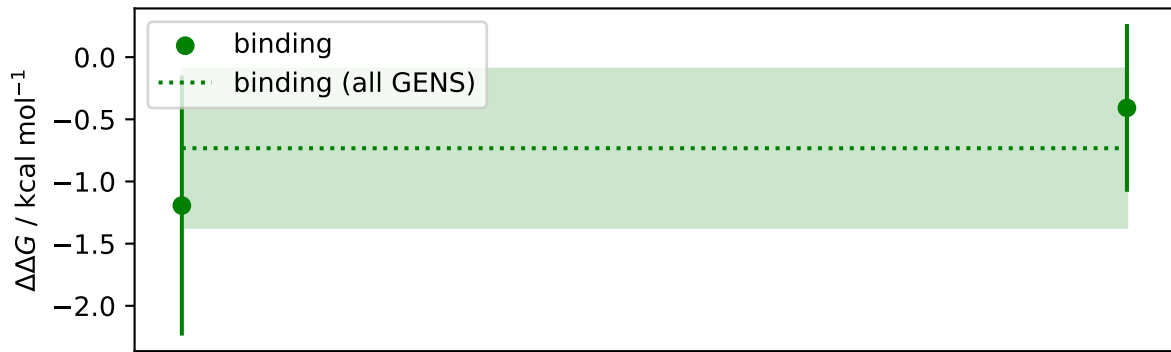 binding
binding (all GENS)
0.0
−0.5
−1.0
−1.5
−2.0
ΔΔG / kcal mol⁻¹